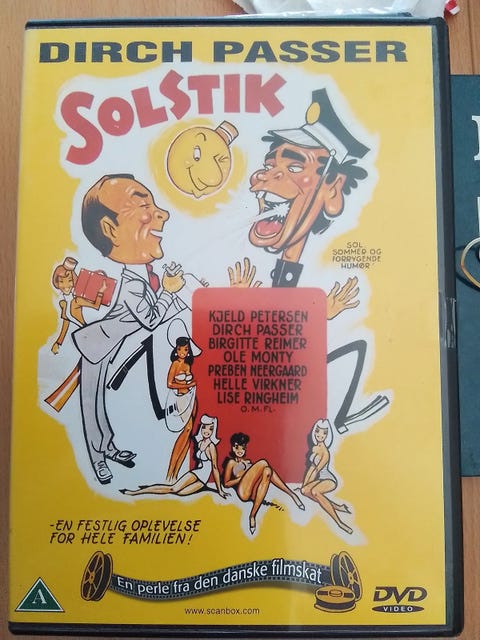 DIRCH PASSER
SOLSTIK
SOL
SOMMER OG
FORRYGENDE
HUMØR!
KJELD PETERSEN
DIRCH PASSER
BIRGITTE REIMER
OLE MONTY
PREBEN NEERGAARD
HELLE VIRKNER
LISE RINGHEIM
O.M.FL.
-EN FESTLIG OPLEVELSE
FOR HELE FAMILIEN!
En perle fra den danske filmskat
A
www.scanbox.com
DVD
VIDEO